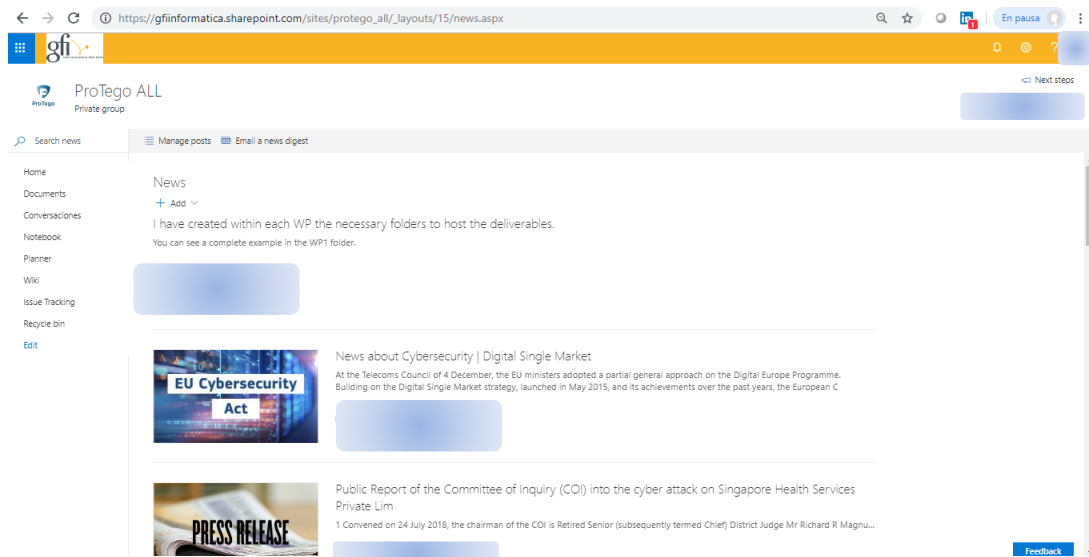 https://gfiinformatica.sharepoint.com/sites/protego_all/_layouts/15/news.aspx
1
En pausa
gfi
?
ProTego
ProTego ALL
Private group
Next steps
Search news
Manage posts
Email a news digest
Home
Documents
Conversaciones
Notebook
Planner
Wiki
Issue Tracking
Recycle bin
Edit
News
+ Add
I have created within each WP the necessary folders to host the deliverables.
You can see a complete example in the WP1 folder.
EU Cybersecurity
Act
News about Cybersecurity | Digital Single Market
At the Telecoms Council of 4 December, the EU ministers adopted a partial general approach on the Digital Europe Programme.
Building on the Digital Single Market strategy, launched in May 2015, and its achievements over the past years, the European C
PRESS RELEASE
Public Report of the Committee of Inquiry (COI) into the cyber attack on Singapore Health Services
Private Lim
1 Convened on 24 July 2018, the chairman of the COI is Retired Senior (subsequently termed Chief) District Judge Mr Richard R Magnu...
Feedback